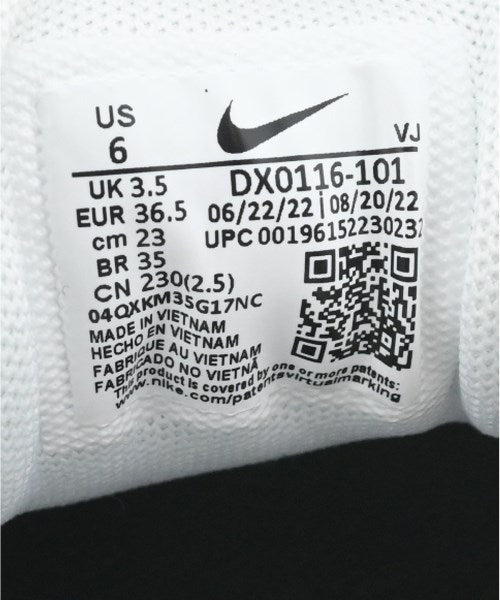 US
6
VJ
UK 3.5
DX0116-101
EUR 36.5
06/22/22 | 08/20/22
cm 23
UPC 00196152230232
BR 35
CN 230(2.5)
04QXKM35G17NC
MADE IN VIETNAM
HECHO EN VIETNAM
FABRIQUE AU VIETNAM
FABRICADO NO VIETNÃ
This product is covered by one or more patents:
www.nike.com/patentsvirtualmarking